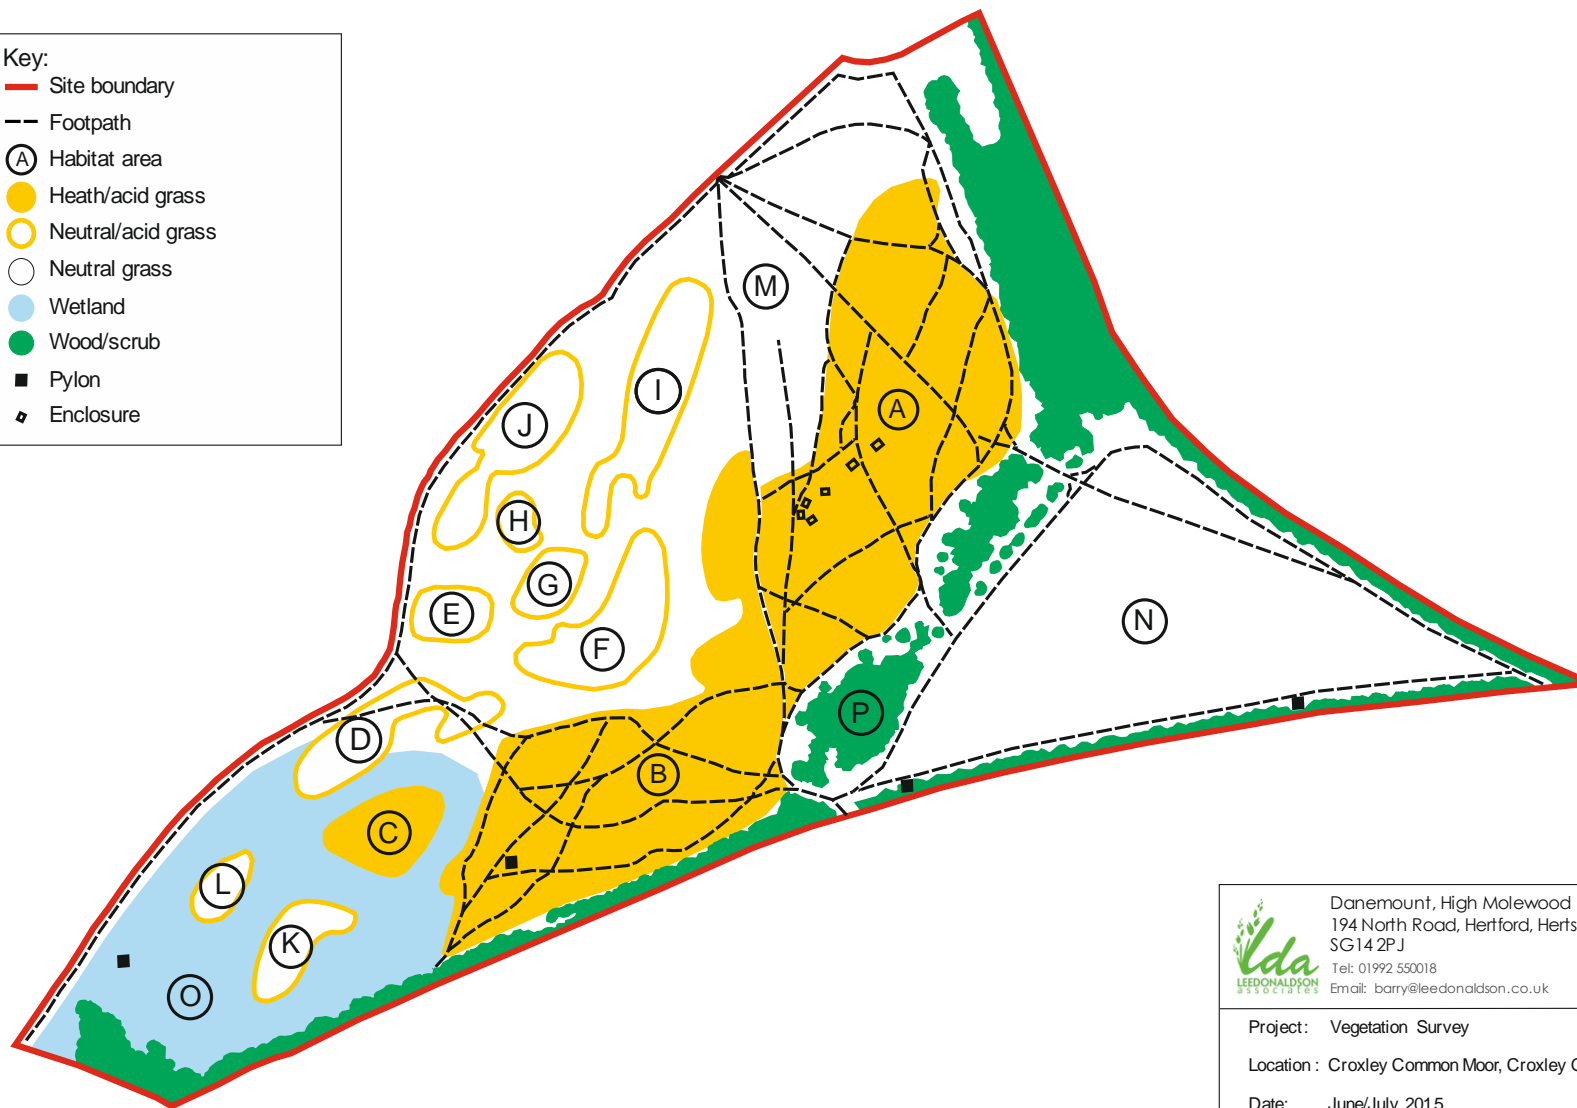 Key:
Site boundary
Footpath
A Habitat area
Heath/acid grass
Neutral/acid grass
Neutral grass
Wetland
Wood/scrub
Pylon
Enclosure
M
I
J
A
H
G
E
F
N
D
P
B
C
L
K
O
lda
LEEDONALDSON
associates
Danemount, High Molewood
194 North Road, Hertford, Herts
SG14 2PJ
Tel: 01992 550018
Email: barry@leedonaldson.co.uk
Project: Vegetation Survey
Location : Croxley Common Moor, Croxley
Date: June/July 2015